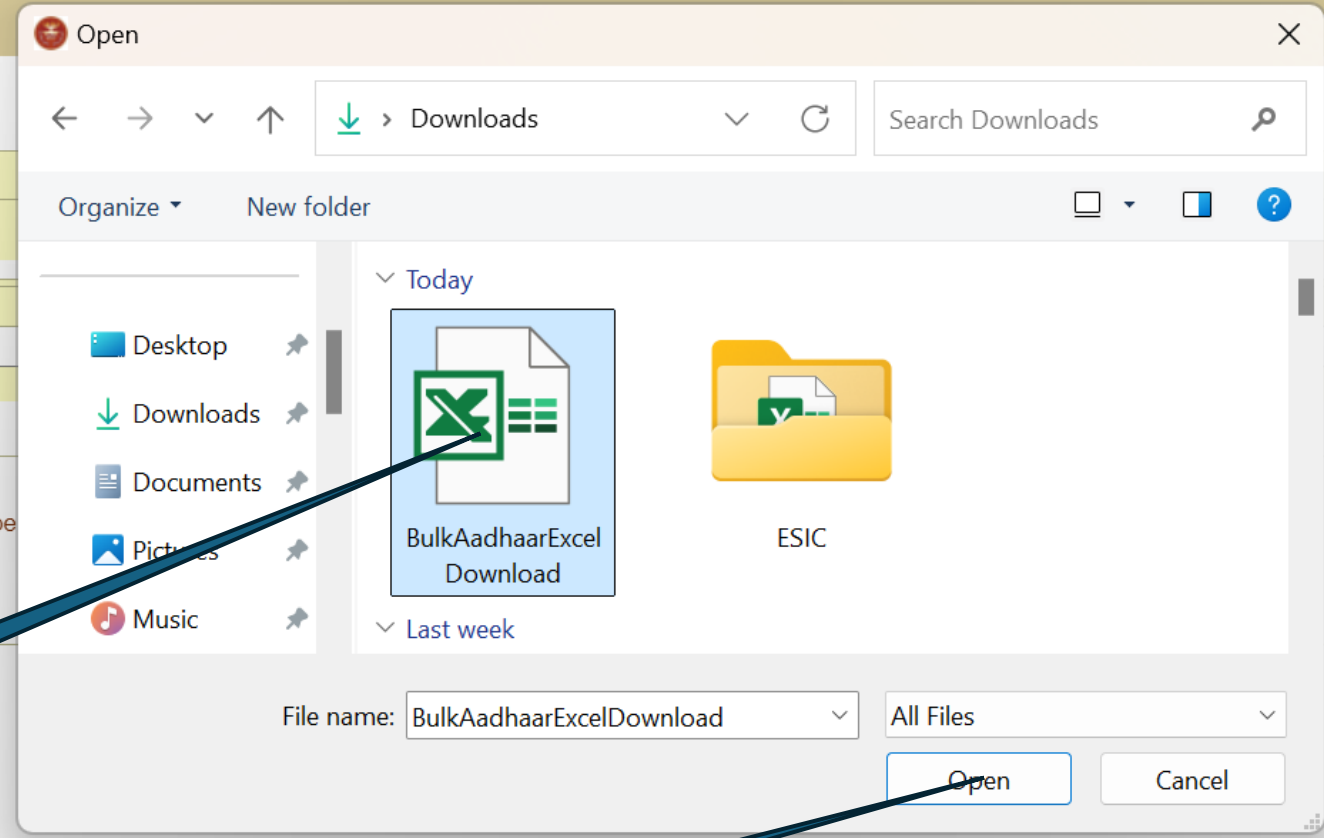 Open
Downloads
Search Downloads
Organize
New folder
?
Today
Desktop
Downloads
Documents
Pictures
Music
BulkAadhaarExcel
Download
ESIC
Last week
File name:
BulkAadhaarExcelDownload
All Files
Open
Cancel